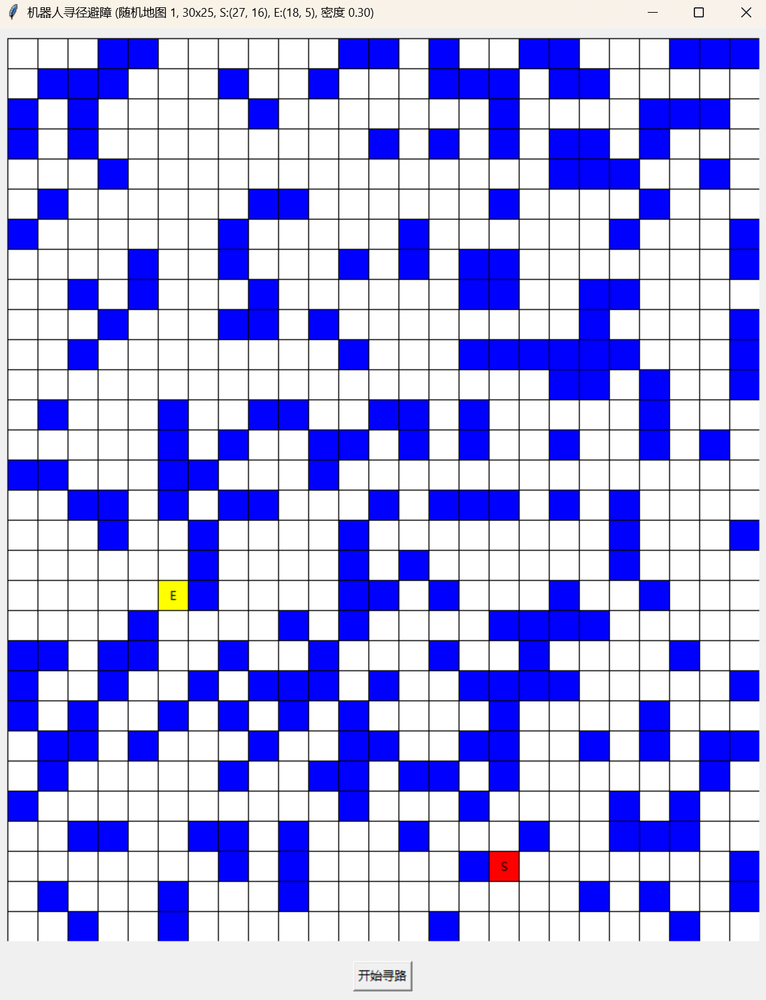 机器人寻径避障 (随机地图 1, 30x25, S:(27, 16), E:(18, 5), 密度 0.30)
E
S
开始寻路